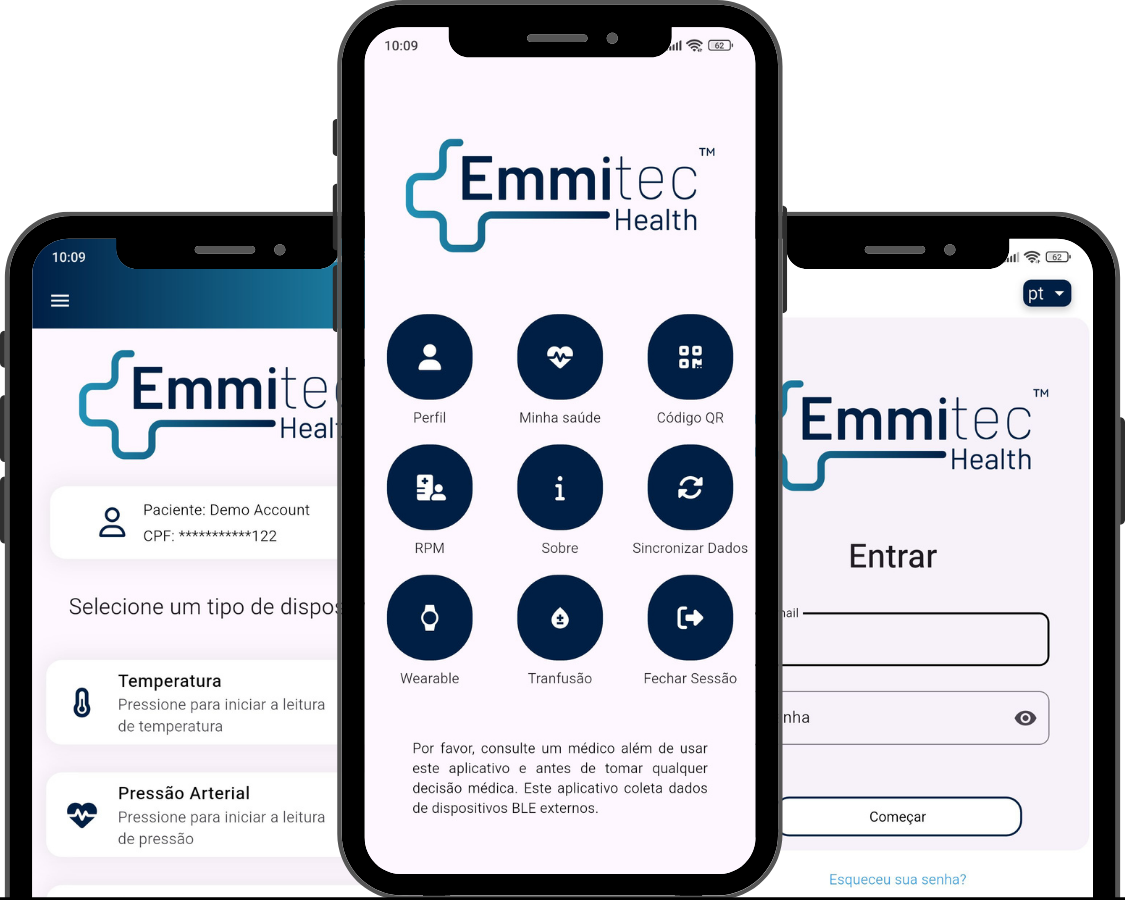 10:09
62
Emmitec™
Health
Perfil
Minha saúde
Código QR
RPM
Sobre
Sincronizar Dados
Wearable
Tranfusão
Fechar Sessão
Por favor, consulte um médico além de usar
este aplicativo e antes de tomar qualquer
decisão médica. Este aplicativo coleta dados
de dispositivos BLE externos.
10:09
Emmitec
Healt
Paciente: Demo Account
CPF: ***********122
Selecione um tipo de dispos
Temperatura
Pressione para iniciar a leitura
de temperatura
Pressão Arterial
Pressione para iniciar a leitura
de pressão
62
pt
Emmitec™
Health
Entrar
ail
nha
Começar
Esqueceu sua senha?